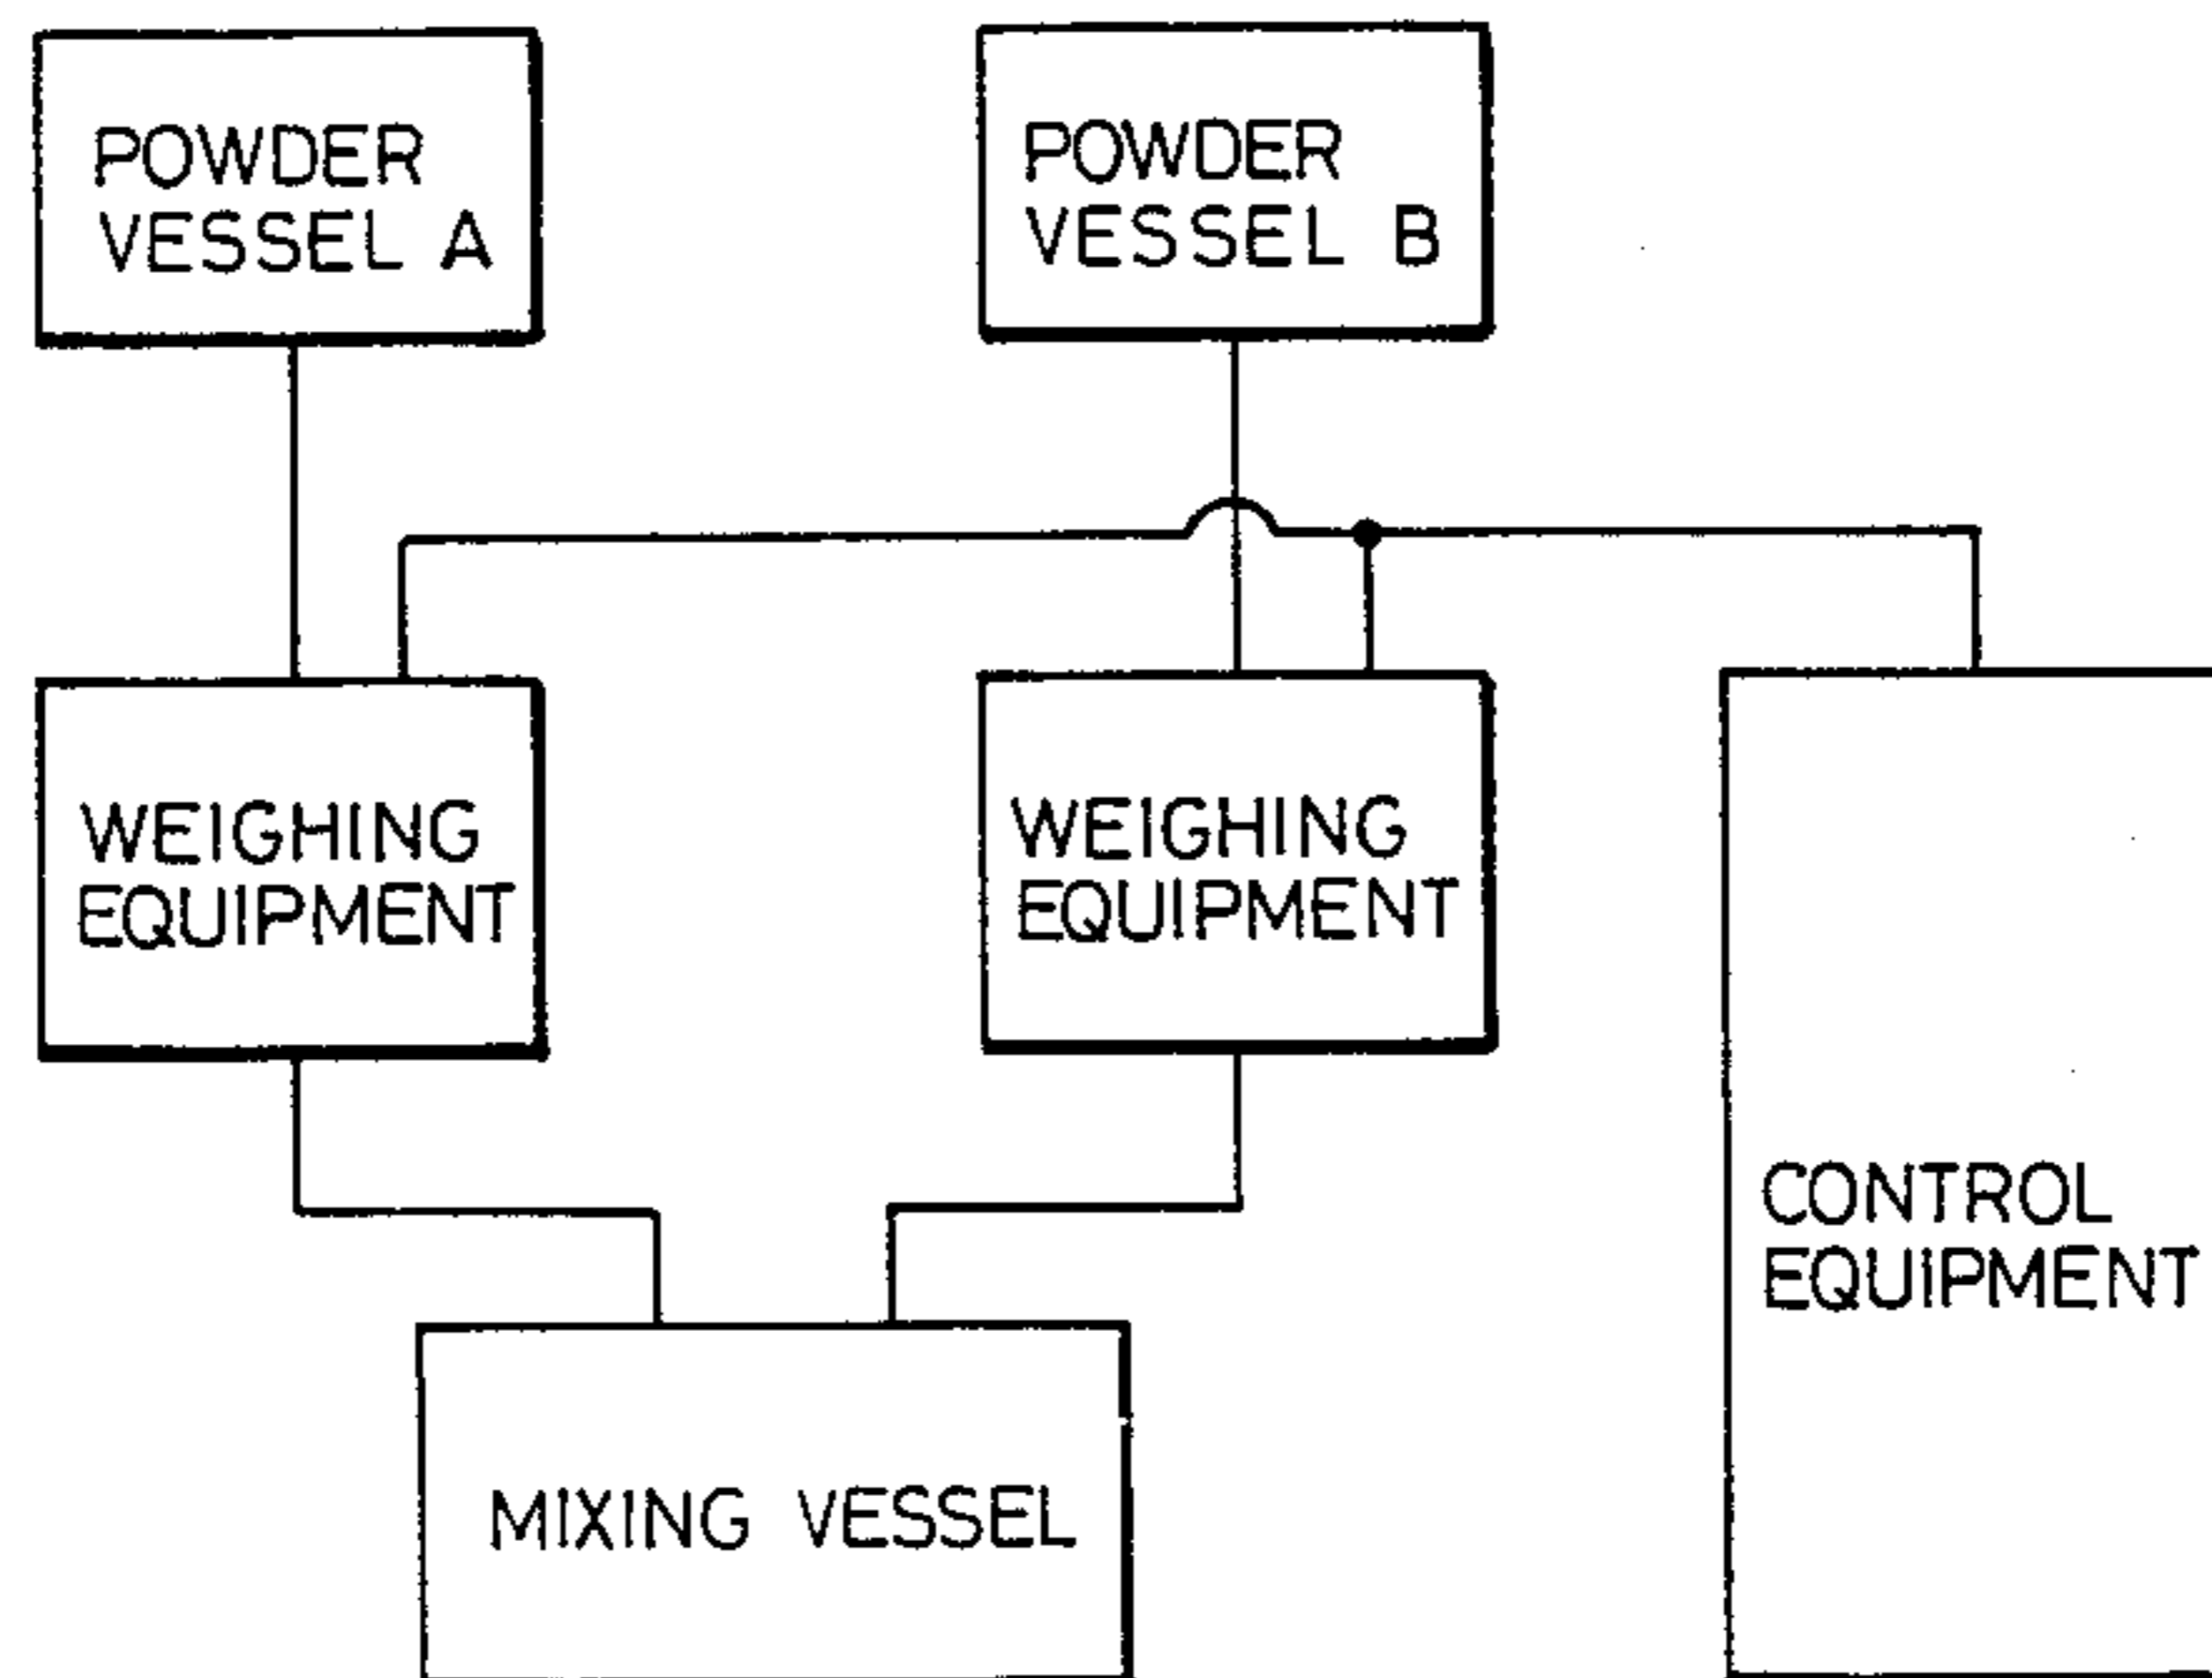 POWDER
VESSEL A
POWDER
VESSEL B
WEIGHING
EQUIPMENT
WEIGHING
EQUIPMENT
CONTROL
EQUIPMENT
MIXING VESSEL